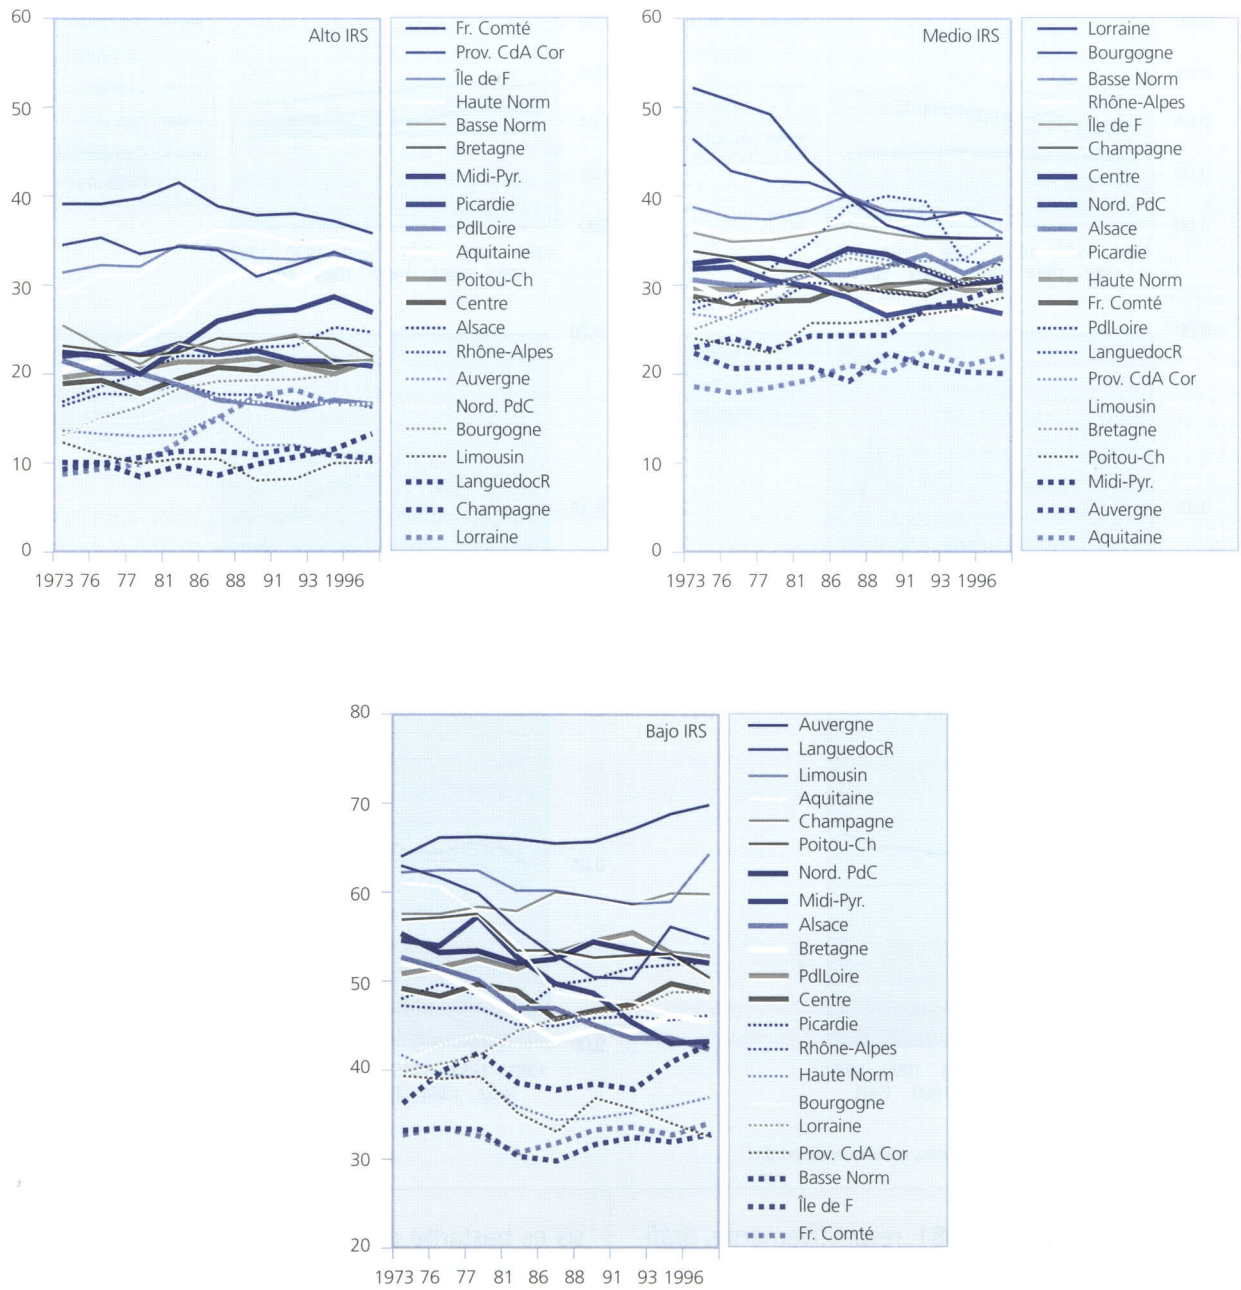 60
50
40
30
20
10
0
Alto IRS
1973 76 77 81 86 88 91 93 1996
Fr. Comté
Prov. CdA Cor
Île de F
Haute Norm
Basse Norm
Bretagne
Midi-Pyr.
Picardie
PdlLoire
Aquitaine
Poitou-Ch
Centre
Alsace
Rhône-Alpes
Auvergne
Nord. PdC
Bourgogne
Limousin
LanguedocR
Champagne
Lorraine
60
50
40
30
20
10
0
Medio IRS
1973 76 77 82 86 88 91 93 1996
Lorraine
Bourgogne
Basse Norm
Rhône-Alpes
Île de F
Champagne
Centre
Nord. PdC
Alsace
Picardie
Haute Norm
Fr. Comté
PdlLoire
LanguedocR
Prov. CdA Cor
Limousin
Bretagne
Poitou-Ch
Midi-Pyr.
Auvergne
Aquitaine
80
70
60
50
40
30
20
Bajo IRS
1973 76 77 81 86 88 91 93 1996
Auvergne
LanguedocR
Limousin
Aquitaine
Champagne
Poitou-Ch
Nord. PdC
Midi-Pyr.
Alsace
Bretagne
PdlLoire
Centre
Picardie
Rhône-Alpes
Haute Norm
Bourgogne
Lorraine
Prov. CdA Cor
Basse Norm
Île de F
Fr. Comté